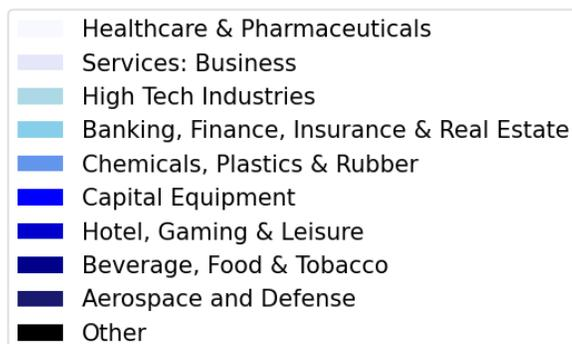 Healthcare & Pharmaceuticals
Services: Business
High Tech Industries
Banking, Finance, Insurance & Real Estate
Chemicals, Plastics & Rubber
Capital Equipment
Hotel, Gaming & Leisure
Beverage, Food & Tobacco
Aerospace and Defense
Other